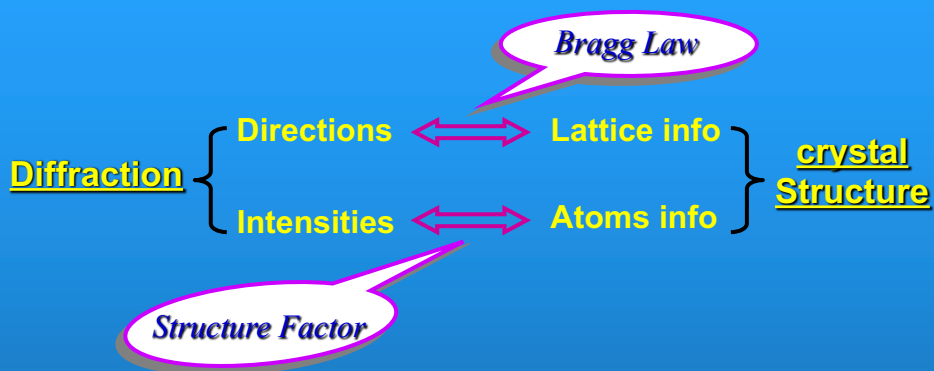 Bragg Law
Directions
Lattice info
Diffraction
crystal
Structure
Intensities
Atoms info
Structure Factor